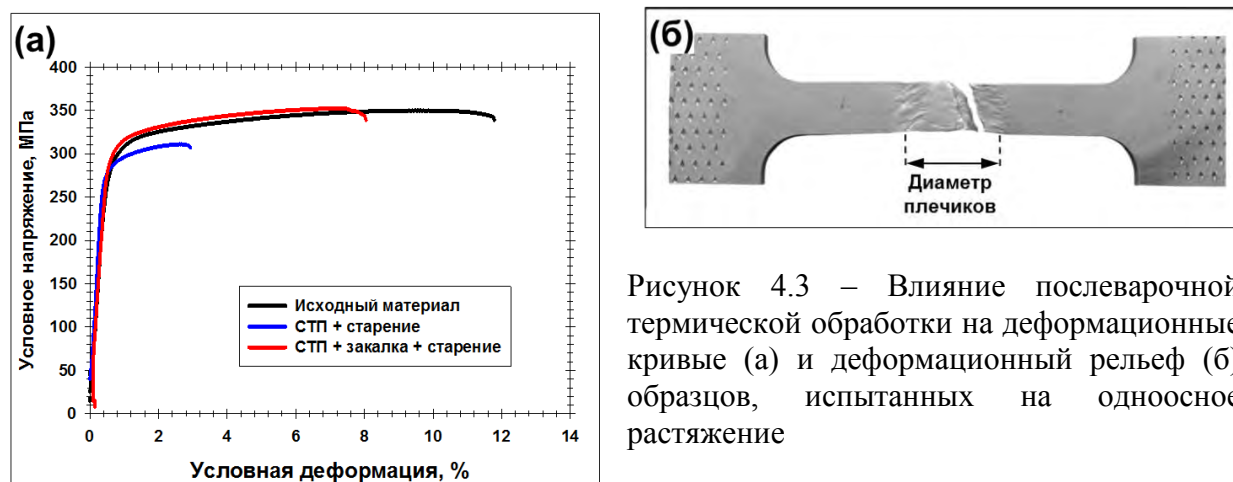 (а)
400
350
300
250
200
150
100
50
0
Условное напряжение, МПа
Исходный материал
СТП + старение
СТП + закалка + старение
0 2 4 6 8 10 12 14
Условная деформация, %
(б)
Диаметр
плечиков
Рисунок 4.3 – Влияние послеварочной
термической обработки на деформационные
кривые (а) и деформационный рельеф (б)
образцов, испытанных на одноосное
растяжение